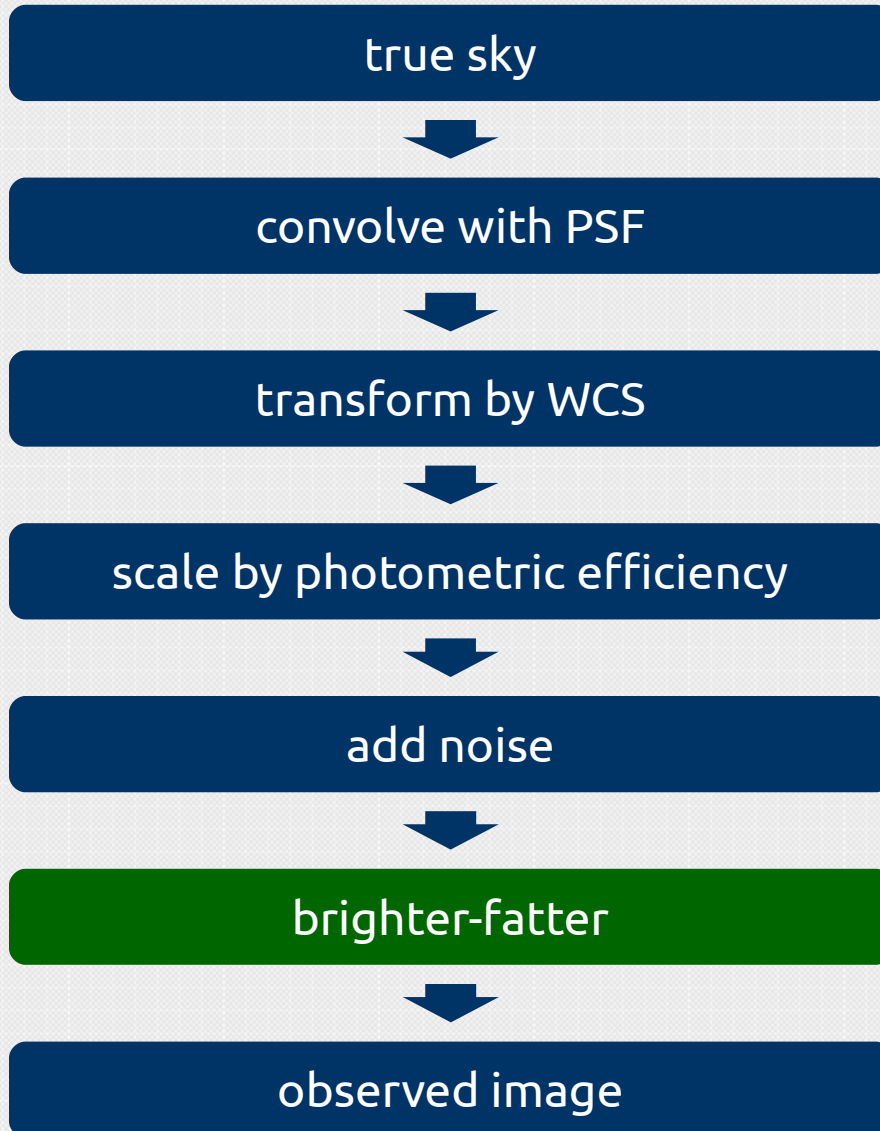 true sky
convolve with PSF
transform by WCS
scale by photometric efficiency
add noise
brighter-fatter
observed image